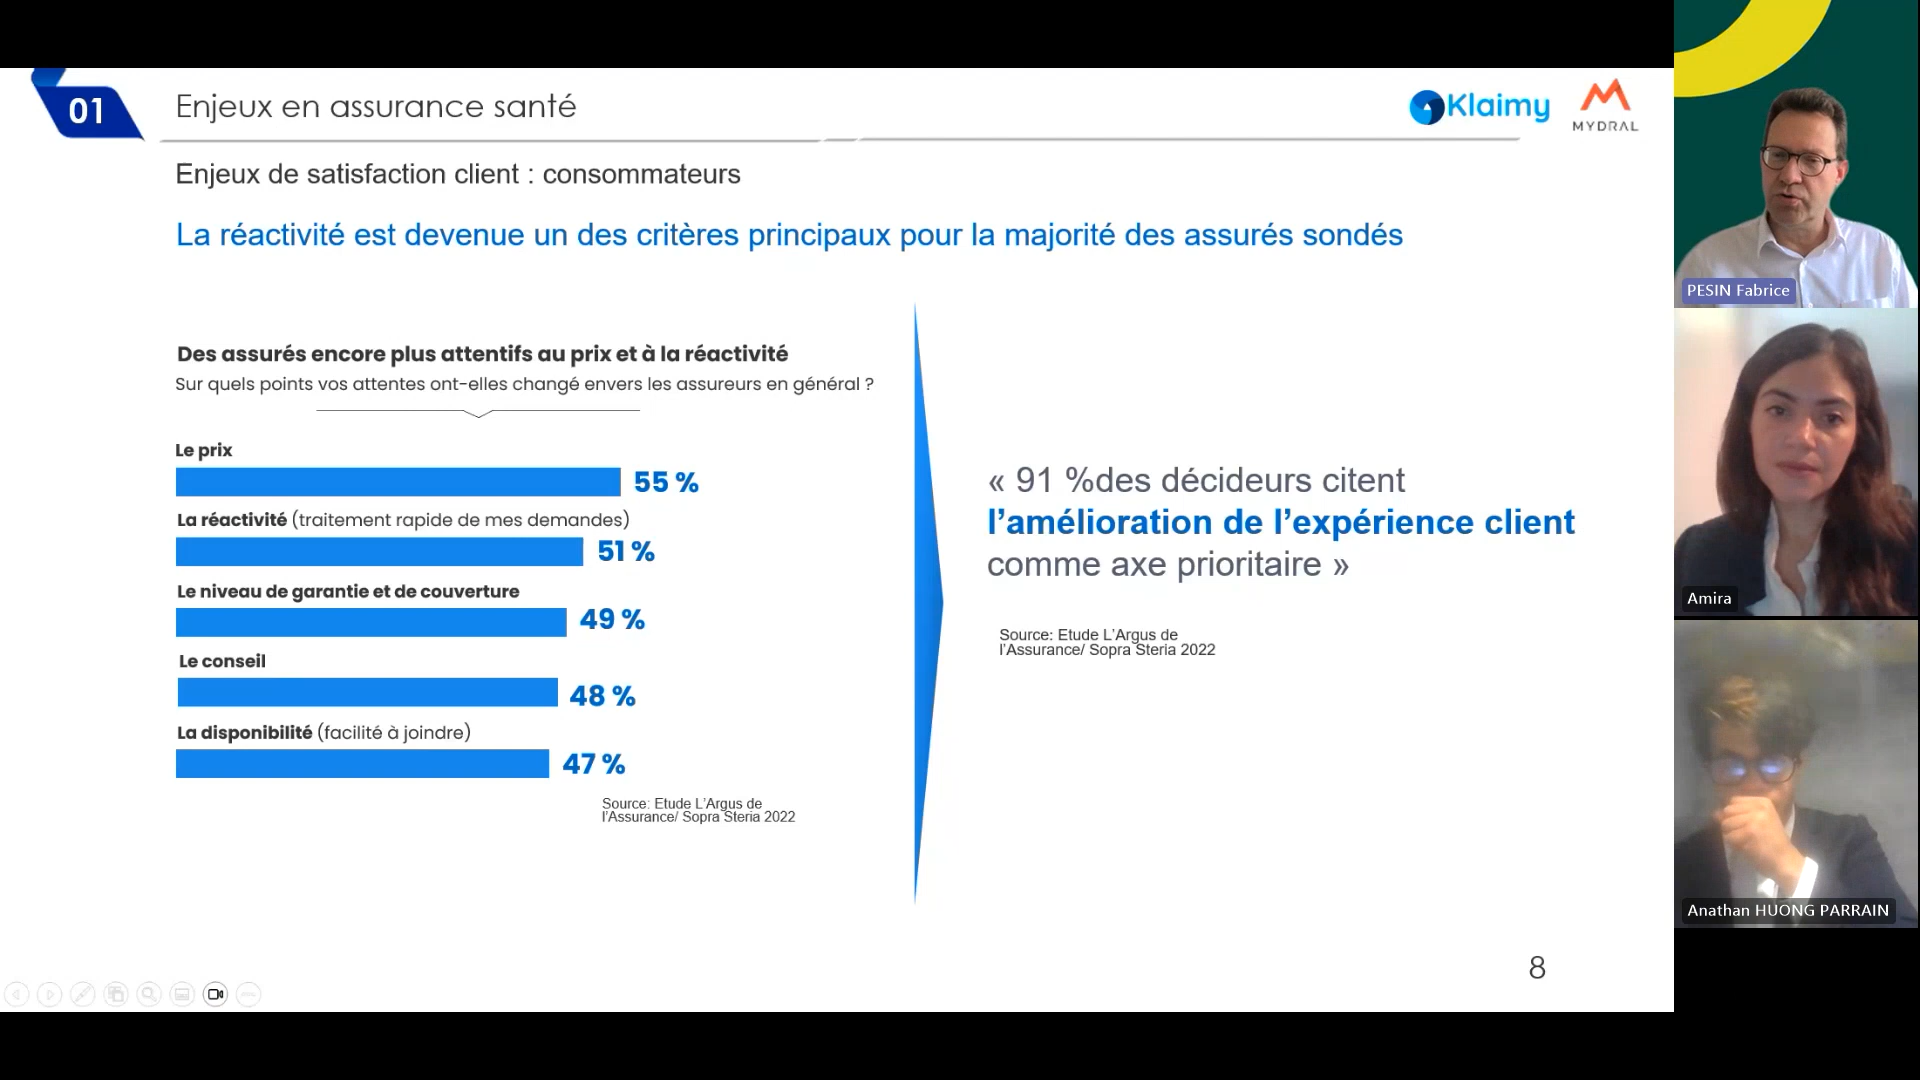 01
Enjeux en assurance santé
Klaimy
MYDRAL
Enjeux de satisfaction client : consommateurs
La réactivité est devenue un des critères principaux pour la majorité des assurés sondés
Des assurés encore plus attentifs au prix et à la réactivité
Sur quels points vos attentes ont-elles changé envers les assureurs en général ?
Le prix
55 %
La réactivité (traitement rapide de mes demandes)
51 %
Le niveau de garantie et de couverture
49 %
Le conseil
48 %
La disponibilité (facilité à joindre)
47 %
Source: Etude L'Argus de
l'Assurance/ Sopra Steria 2022
« 91 %des décideurs citent
l'amélioration de l'expérience client
comme axe prioritaire »
Source: Etude L'Argus de
l'Assurance/ Sopra Steria 2022
8
PESIN Fabrice
Amira
Anathan HUONG PARRAIN